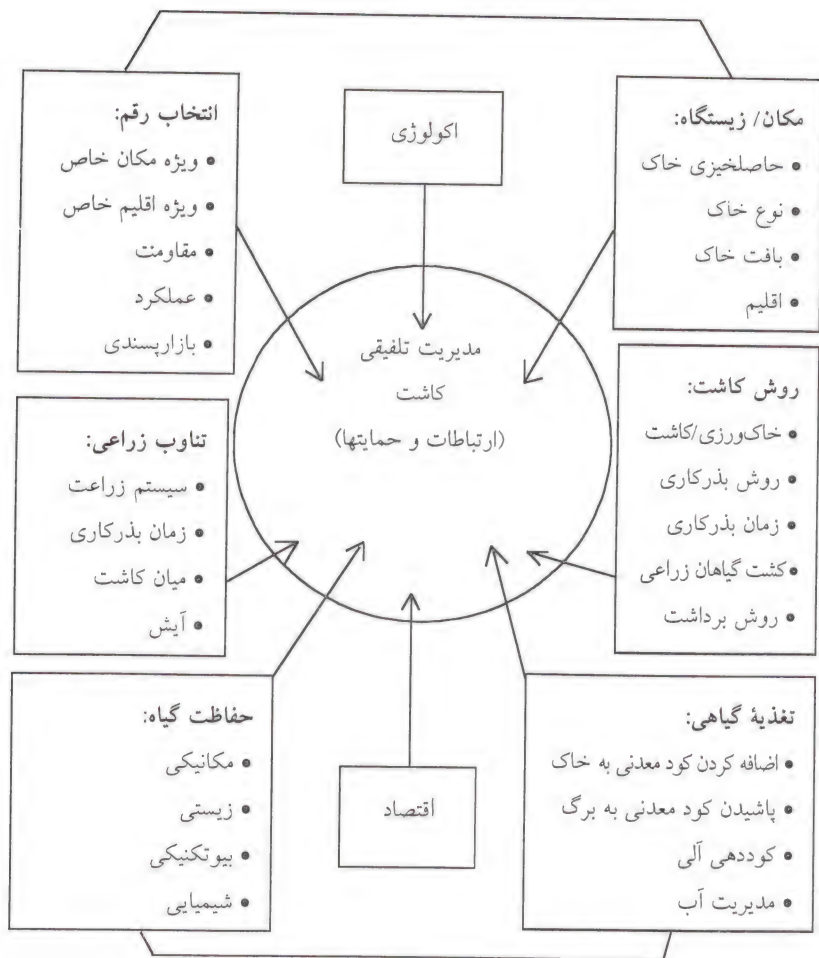 مکان/ زیستگاه:
• حاصلخیزی خاک
• نوع خاک
• بافت خاک
• اقلیم
اکولوژی
انتخاب رقم:
• ویژه مکان خاص
• ویژه اقلیم خاص
• مقاومت
• عملکرد
• بازارپسندی
مدیریت تلفیقی
کاشت
(ارتباطات و حمایتها)
روش کاشت:
• خاک‌ورزی/کاشت
• روش بذرکاری
• زمان بذرکاری
• کشت گیاهان زراعی
• روش برداشت
تناوب زراعی:
• سیستم زراعت
• زمان بذرکاری
• میان کاشت
• آیش
تغذیۀ گیاهی:
• اضافه کردن کود معدنی به خاک
• پاشیدن کود معدنی به برگ
• کوددهی آلی
• مدیریت آب
اقتصاد
حفاظت گیاه:
• مکانیکی
• زیستی
• بیوتکنیکی
• شیمیایی